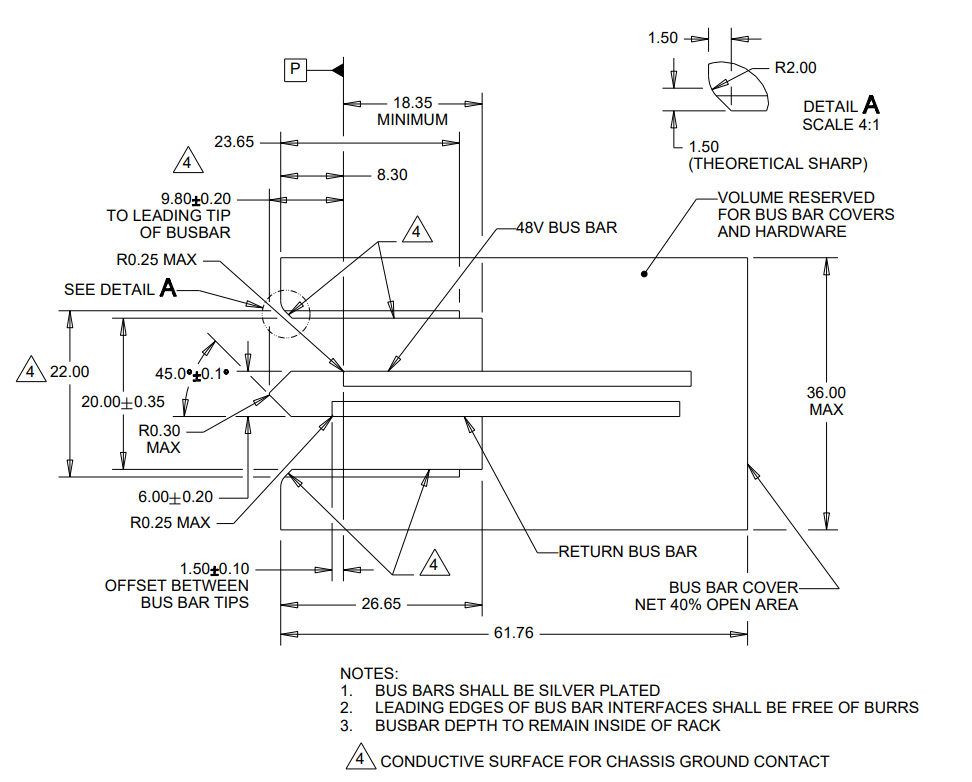 1.50
R2.00
P
DETAIL A
SCALE 4:1
18.35
MINIMUM
23.65
1.50
(THEORETICAL SHARP)
4
8.30
9.80±0.20
TO LEADING TIP
OF BUSBAR
VOLUME RESERVED
FOR BUS BAR COVERS
AND HARDWARE
4
48V BUS BAR
R0.25 MAX
SEE DETAIL A
4
22.00
45.0°±0.1°
20.00±0.35
36.00
MAX
R0.30
MAX
6.00±0.20
R0.25 MAX
RETURN BUS BAR
4
1.50±0.10
OFFSET BETWEEN
BUS BAR TIPS
BUS BAR COVER
NET 40% OPEN AREA
26.65
61.76
NOTES:
1. BUS BARS SHALL BE SILVER PLATED
2. LEADING EDGES OF BUS BAR INTERFACES SHALL BE FREE OF BURRS
3. BUSBAR DEPTH TO REMAIN INSIDE OF RACK
4 CONDUCTIVE SURFACE FOR CHASSIS GROUND CONTACT